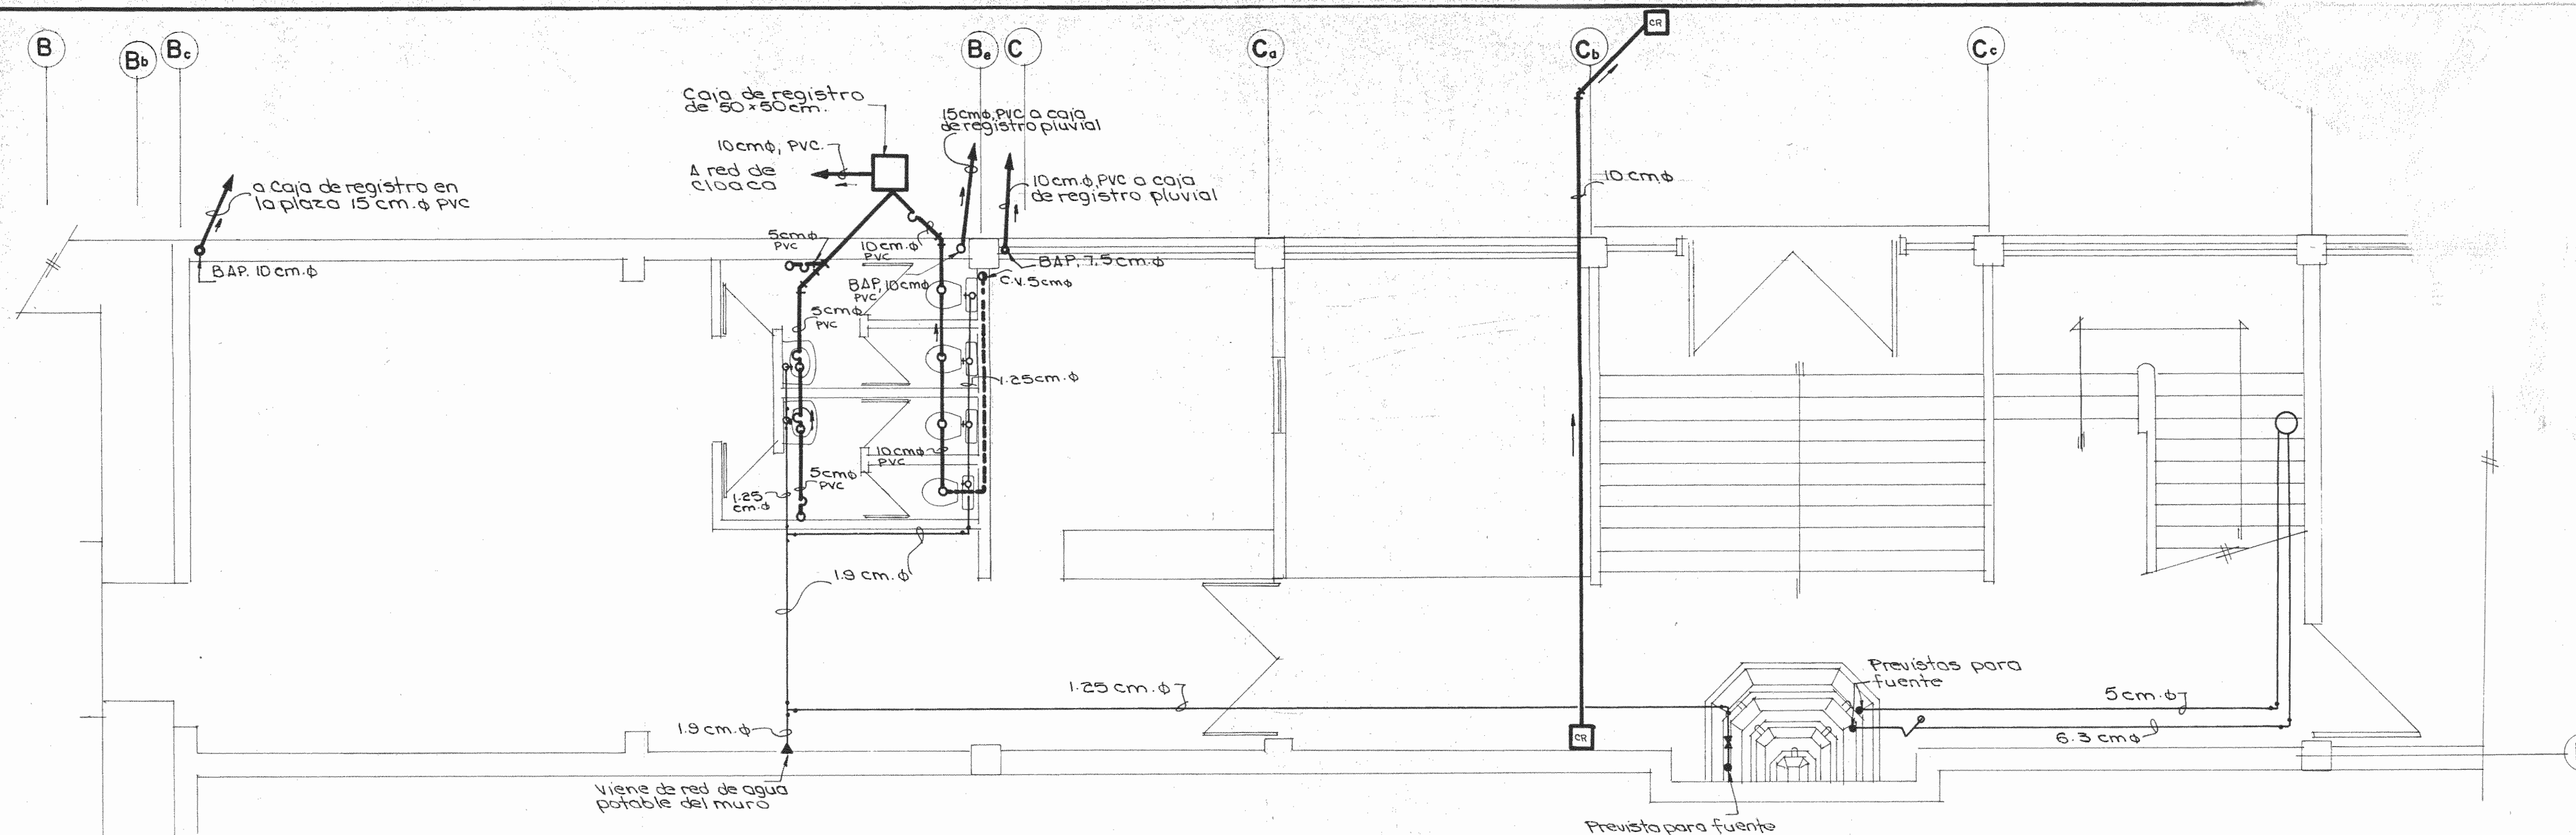 B
Bb
Bc
Be
C
Ca
Cb
Cc
CR
Caja de registro
de 50×50cm.
15cmϕ, PVC a caja
de registro pluvial
10cmϕ, PVC.
A red de
cloaca
a caja de registro en
la plaza 15 cm.ϕ PVC
10 cm.ϕ, PVC a caja
de registro pluvial
10 cmϕ
5cmϕ
PVC
10 cm.ϕ
PVC
BAP. 10 cm.ϕ
BAP, 7.5 cm.ϕ
C.V. 5cmϕ
BAP, 10cmϕ
PVC
5cmϕ
PVC
1.25cm.ϕ
10cmϕ
PVC
5cmϕ
PVC
1.25
cm.ϕ
1.9 cm.ϕ
Previstas para
fuente
1.25 cm.ϕ
5 cm.ϕ
1.9 cm.ϕ
CR
6.3 cmϕ
Viene de red de agua
potable del muro
Prevista para fuente